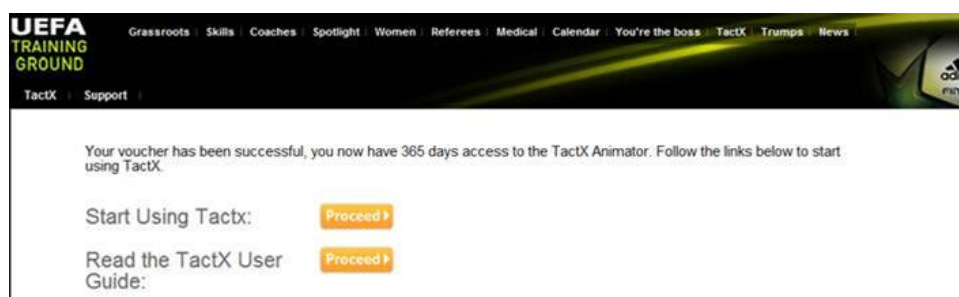 UEFA
TRAINING
GROUND
Grassroots Skills Coaches Spotlight Women Referees Medical Calendar You're the boss TactX Trumps News
TactX Support
Your voucher has been successful, you now have 365 days access to the TactX Animator. Follow the links below to start
using TactX.
Start Using Tactx: Proceed
Read the TactX User Proceed
Guide: